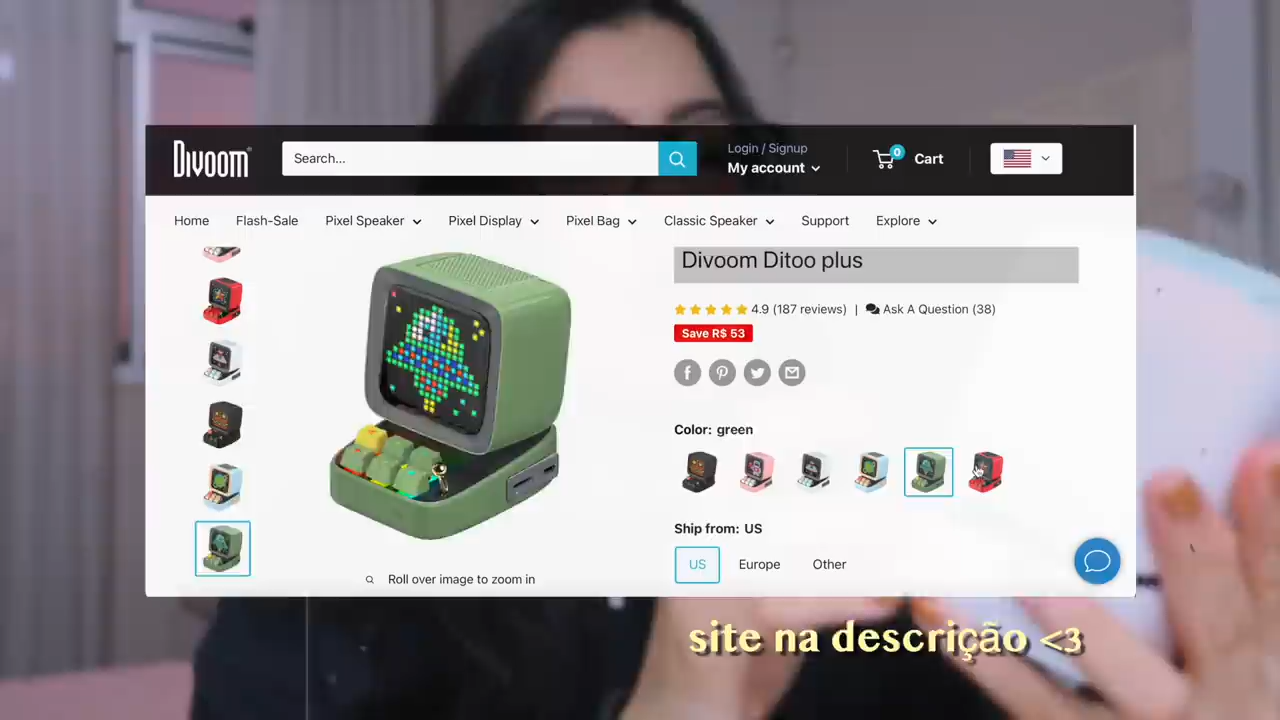 Divoom
Search...
Login / Signup
My account
0
Cart
Home
Flash-Sale
Pixel Speaker
Pixel Display
Pixel Bag
Classic Speaker
Support
Explore
Divoom Ditoo plus
4.9 (187 reviews) | Ask A Question (38)
Save R$ 53
Color: green
Ship from: US
US
Europe
Other
Roll over image to zoom in
site na descrição <3